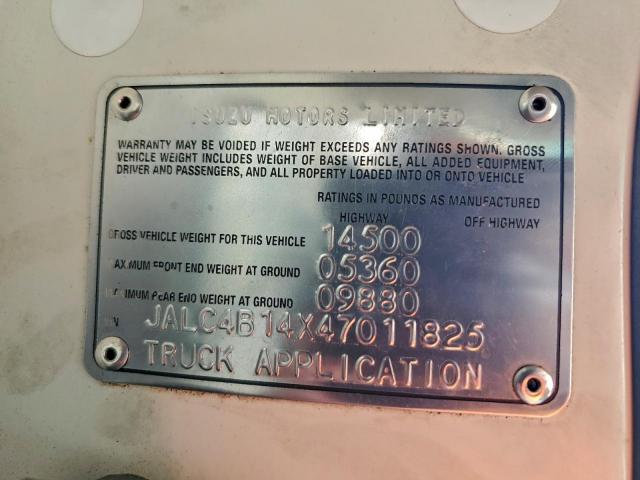 ISUZU MOTORS LIMITED
WARRANTY MAY BE VOIDED IF WEIGHT EXCEEDS ANY RATINGS SHOWN. GROSS
VEHICLE WEIGHT INCLUDES WEIGHT OF BASE VEHICLE, ALL ADDED EQUIPMENT,
DRIVER AND PASSENGERS, AND ALL PROPERTY LOADED INTO OR ONTO VEHICLE
RATINGS IN POUNDS AS MANUFACTURED
HIGHWAY OFF HIGHWAY
GROSS VEHICLE WEIGHT FOR THIS VEHICLE 14500
MAXIMUM FRONT END WEIGHT AT GROUND 05360
MAXIMUM REAR END WEIGHT AT GROUND 09880
VIN JALC4B14X47011825
TRUCK APPLICATION